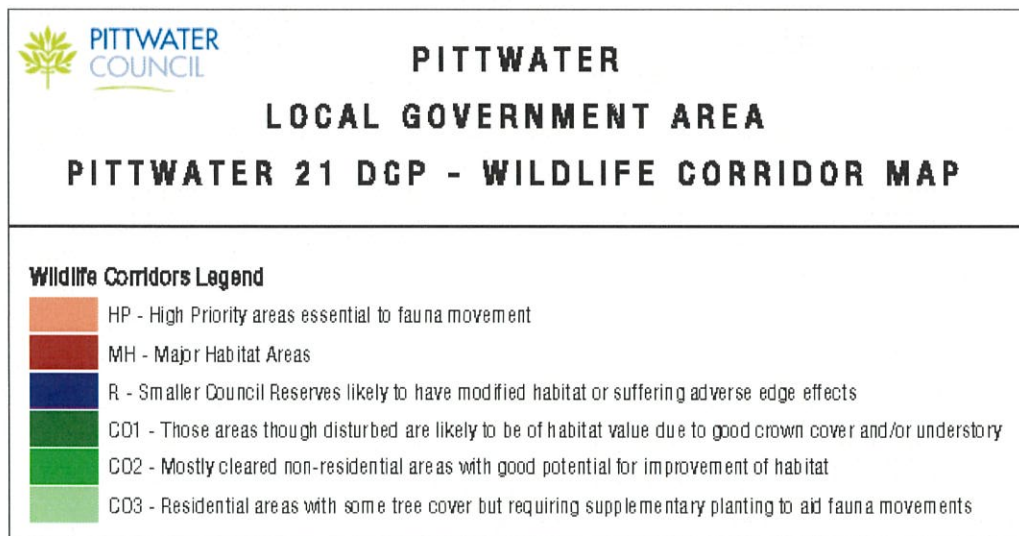 PITTWATER
COUNCIL
PITTWATER
LOCAL GOVERNMENT AREA
PITTWATER 21 DCP - WILDLIFE CORRIDOR MAP
Wildlife Corridors Legend
HP - High Priority areas essential to fauna movement
MH - Major Habitat Areas
R - Smaller Council Reserves likely to have modified habitat or suffering adverse edge effects
CO1 - Those areas though disturbed are likely to be of habitat value due to good crown cover and/or understory
CO2 - Mostly cleared non-residential areas with good potential for improvement of habitat
CO3 - Residential areas with some tree cover but requiring supplementary planting to aid fauna movements